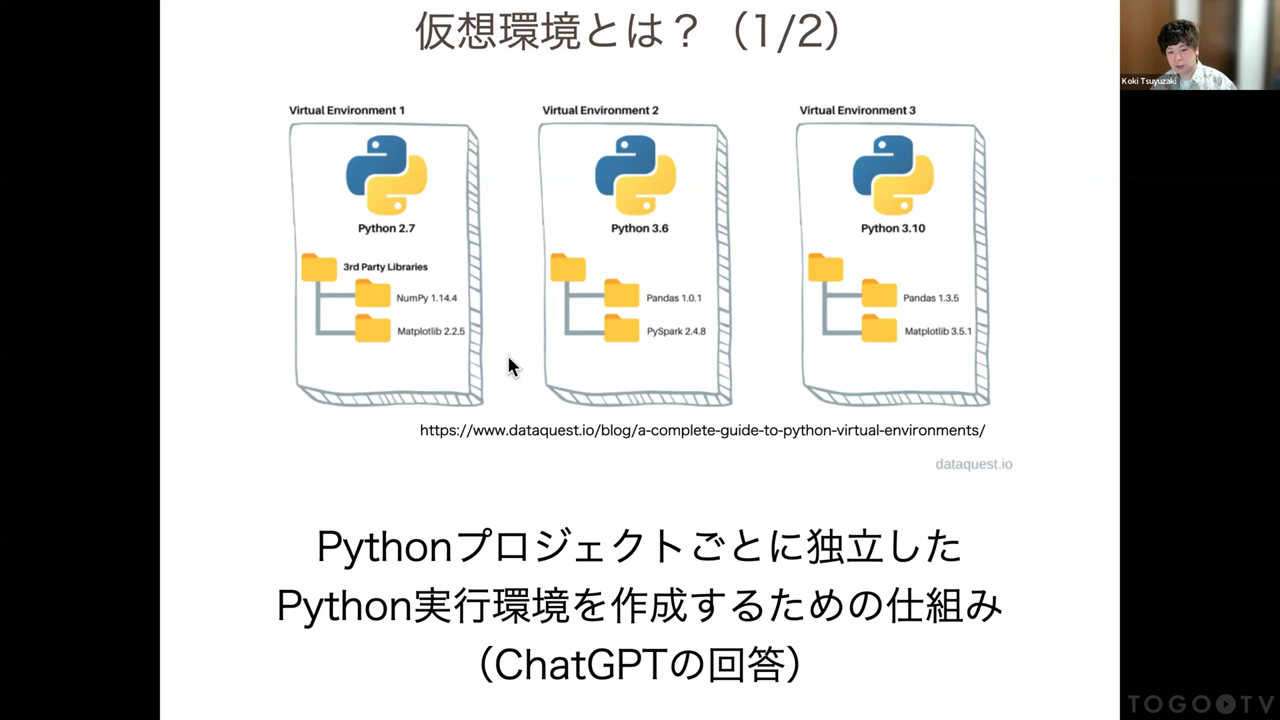 仮想環境とは？（1/2）
Koki Tsuyuzaki
Virtual Environment 1
Python 2.7
3rd Party Libraries
NumPy 1.14.4
Matplotlib 2.2.5
Virtual Environment 2
Python 3.6
Pandas 1.0.1
PySpark 2.4.8
Virtual Environment 3
Python 3.10
Pandas 1.3.5
Matplotlib 3.5.1
https://www.dataquest.io/blog/a-complete-guide-to-python-virtual-environments/
dataquest.io
Pythonプロジェクトごとに独立した
Python実行環境を作成するための仕組み
（ChatGPTの回答）
TOGO TV